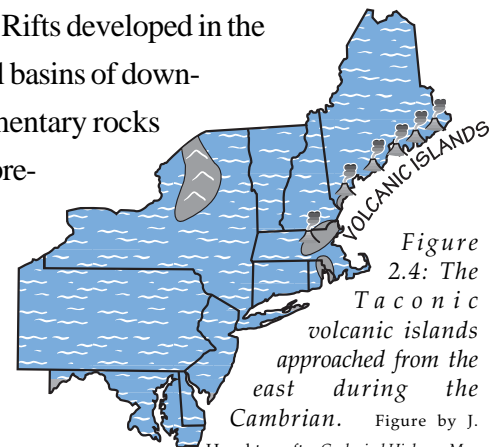 Rifts developed in the
l basins of down-
mentary rocks
ore-
VOLCANIC ISLANDS
Figure
2.4: The
Taconic
volcanic islands
approached from the
east during the
Cambrian. Figure by J.